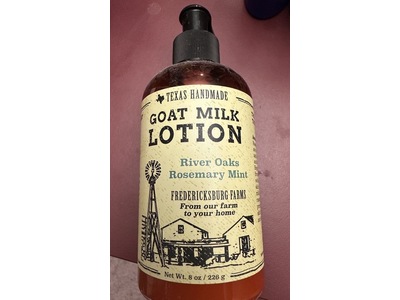 TEXAS HANDMADE
GOAT MILK
LOTION
River Oaks
Rosemary Mint
FREDERICKSBURG FARMS
From our farm
to your home
Net Wt. 8 oz / 226 g